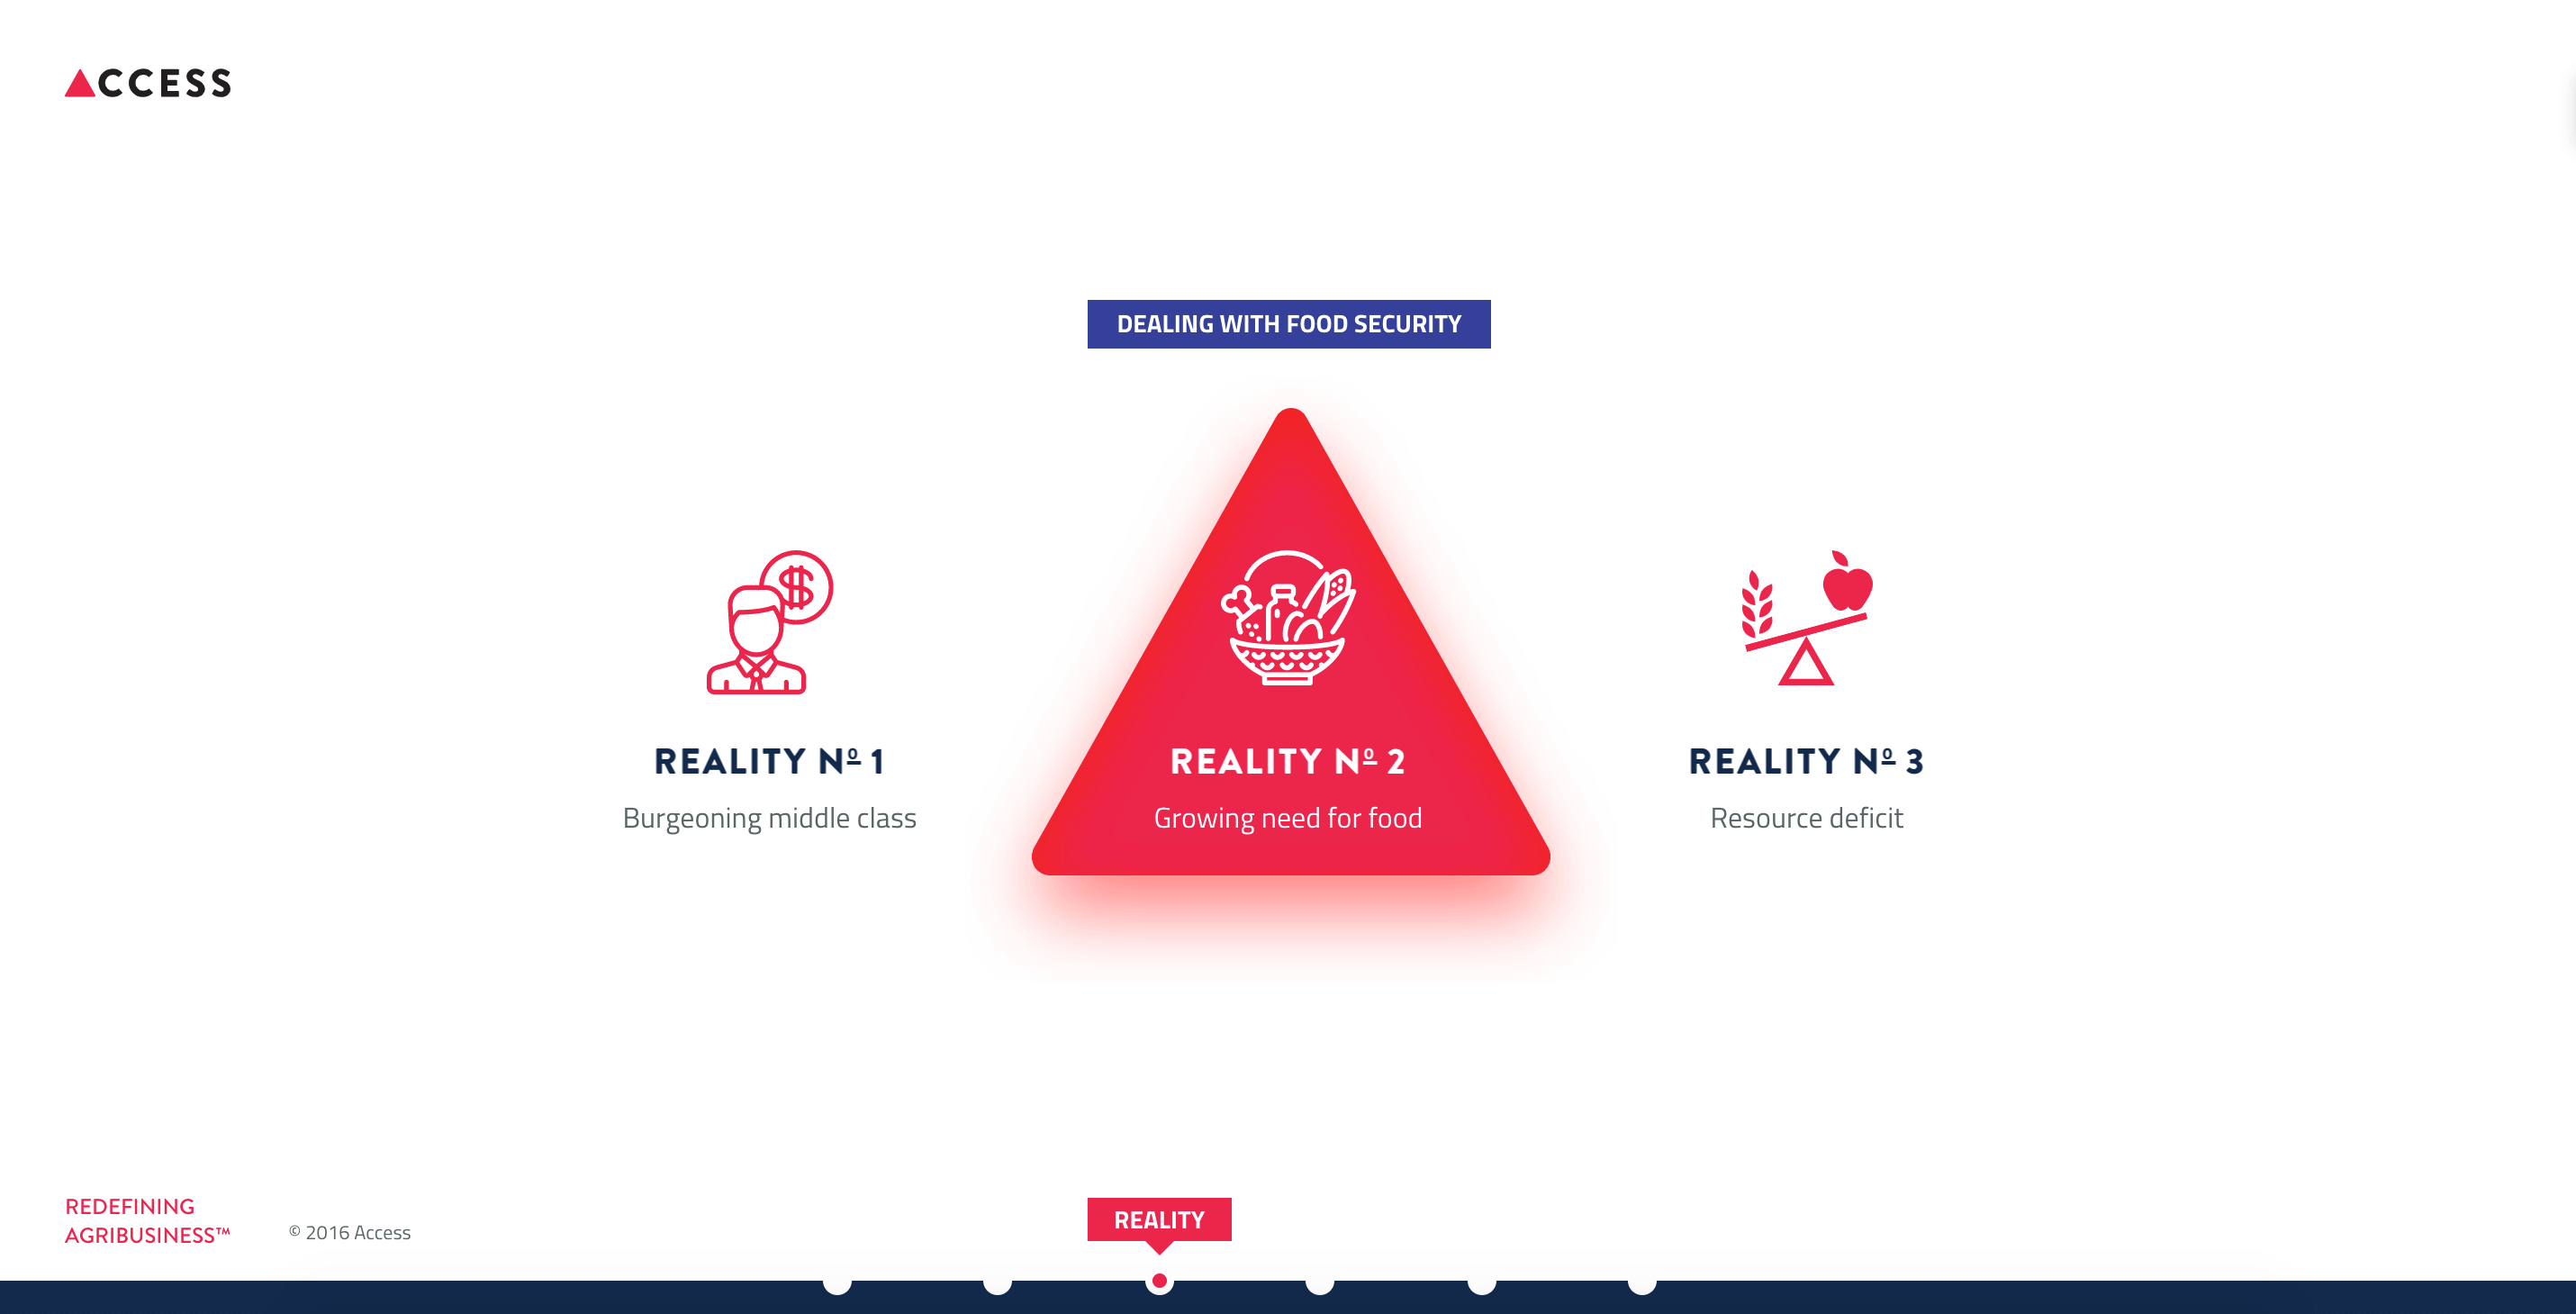 ACCESS
DEALING WITH FOOD SECURITY
REALITY Nº 1
Burgeoning middle class
REALITY Nº 2
Growing need for food
REALITY Nº 3
Resource deficit
REDEFINING
AGRIBUSINESS™
© 2016 Access
REALITY